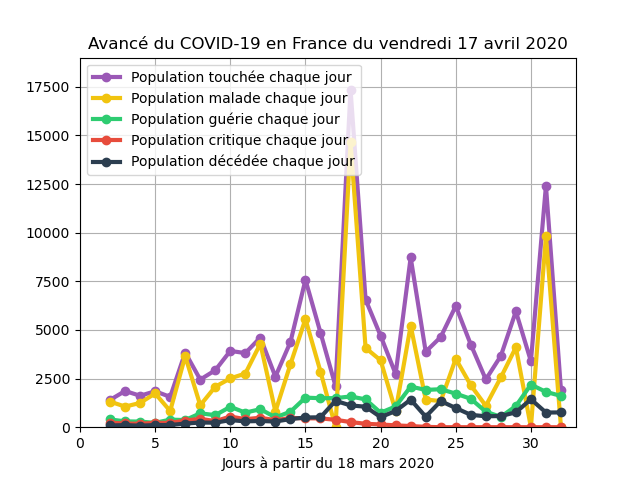 Avancé du COVID-19 en France du vendredi 17 avril 2020
Population touchée chaque jour
Population malade chaque jour
Population guérie chaque jour
Population critique chaque jour
Population décédée chaque jour
17500
15000
12500
10000
7500
5000
2500
0
0 5 10 15 20 25 30
Jours à partir du 18 mars 2020